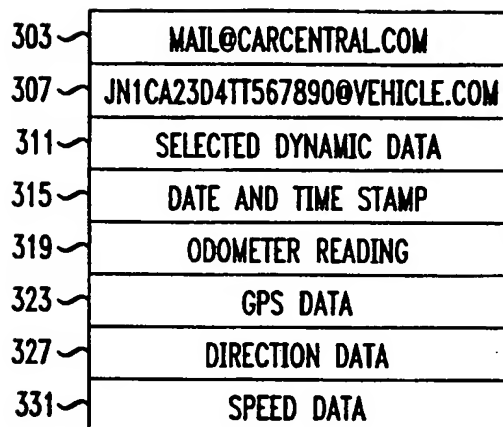 303 MAIL@CARCENTRAL.COM
307 JN1CA23D4TT567890@VEHICLE.COM
311 SELECTED DYNAMIC DATA
315 DATE AND TIME STAMP
319 ODOMETER READING
323 GPS DATA
327 DIRECTION DATA
331 SPEED DATA